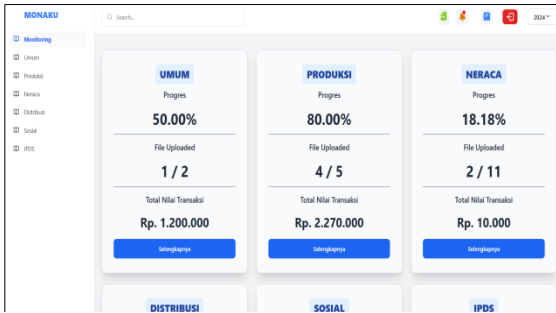 MONAKU
Search...
2024
Monitoring
Umum
Produksi
Neraca
Distribusi
Sosial
IPDS
UMUM
Progres
50.00%
File Uploaded
1 / 2
Total Nilai Transaksi
Rp. 1.200.000
Selengkapnya
PRODUKSI
Progres
80.00%
File Uploaded
4 / 5
Total Nilai Transaksi
Rp. 2.270.000
Selengkapnya
NERACA
Progres
18.18%
File Uploaded
2 / 11
Total Nilai Transaksi
Rp. 10.000
Selengkapnya
DISTRIBUSI
SOSIAL
IPDS